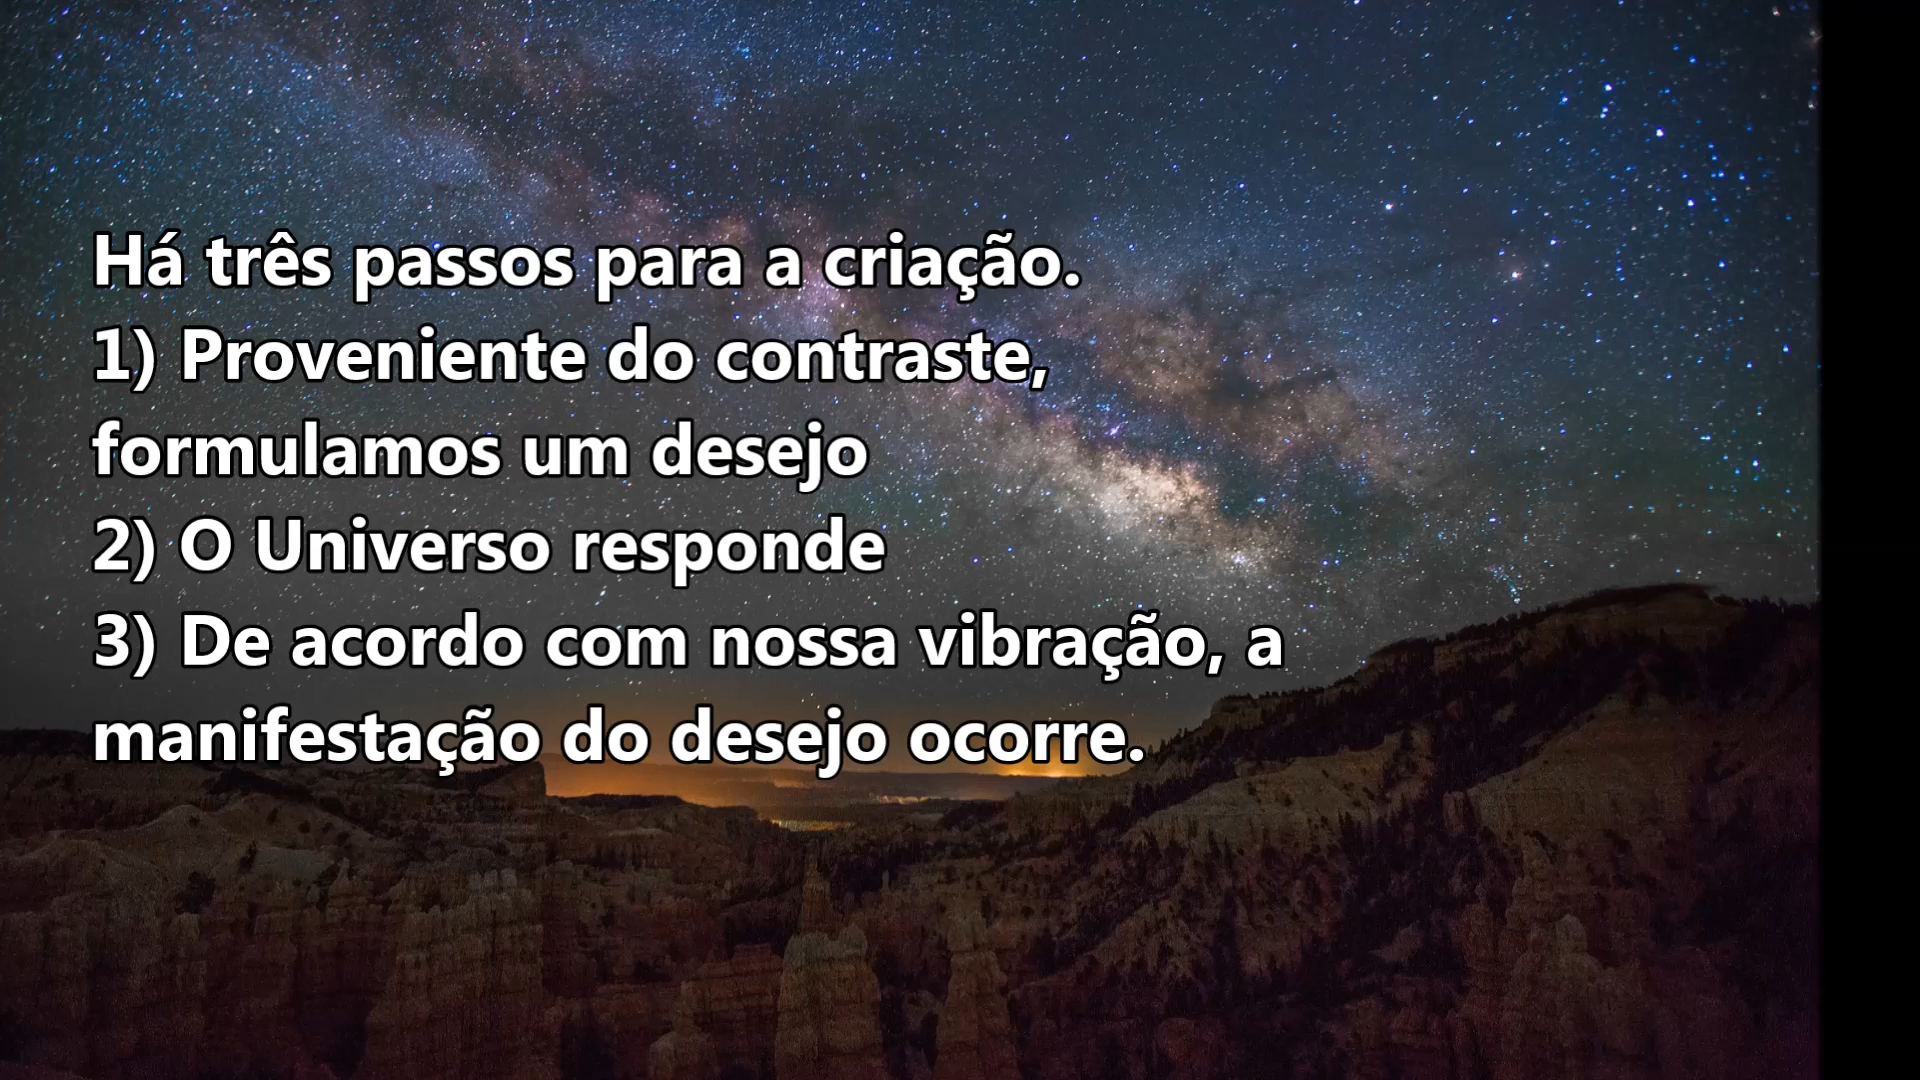 Há três passos para a criação.
1) Proveniente do contraste,
formulamos um desejo
2) O Universo responde
3) De acordo com nossa vibração, a
manifestação do desejo ocorre.